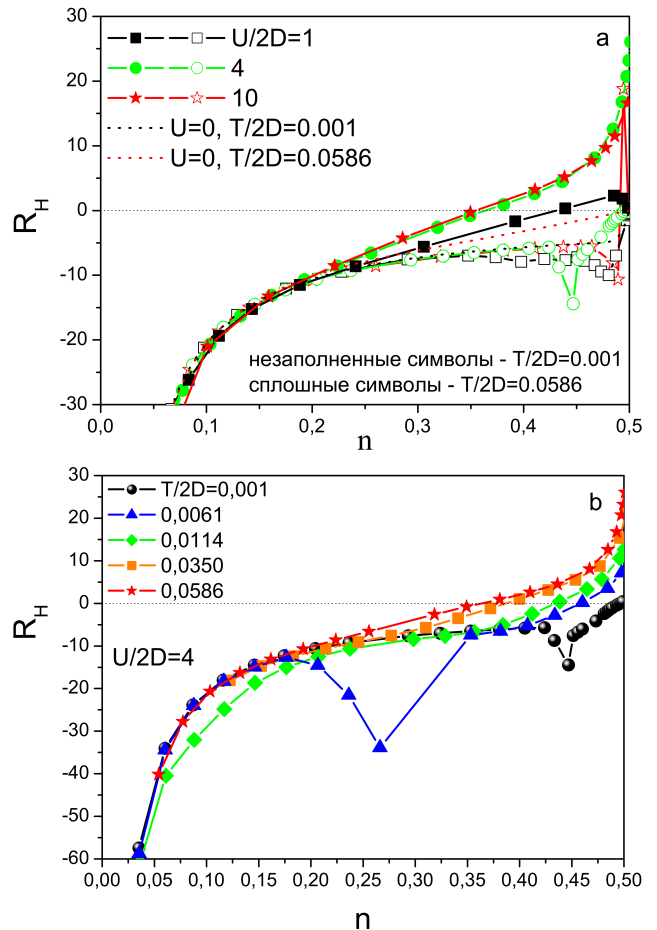 30
20
10
0
-10
-20
-30
R_H
a
U/2D=1
4
10
U=0, T/2D=0.001
U=0, T/2D=0.0586
незаполненные символы - T/2D=0.001
сплошные символы - T/2D=0.0586
0,0 0,1 0,2 0,3 0,4 0,5
n
30
20
10
0
-10
-20
-30
-40
-50
-60
R_H
b
T/2D=0,001
0,0061
0,0114
0,0350
0,0586
U/2D=4
0,00 0,05 0,10 0,15 0,20 0,25 0,30 0,35 0,40 0,45 0,50
n